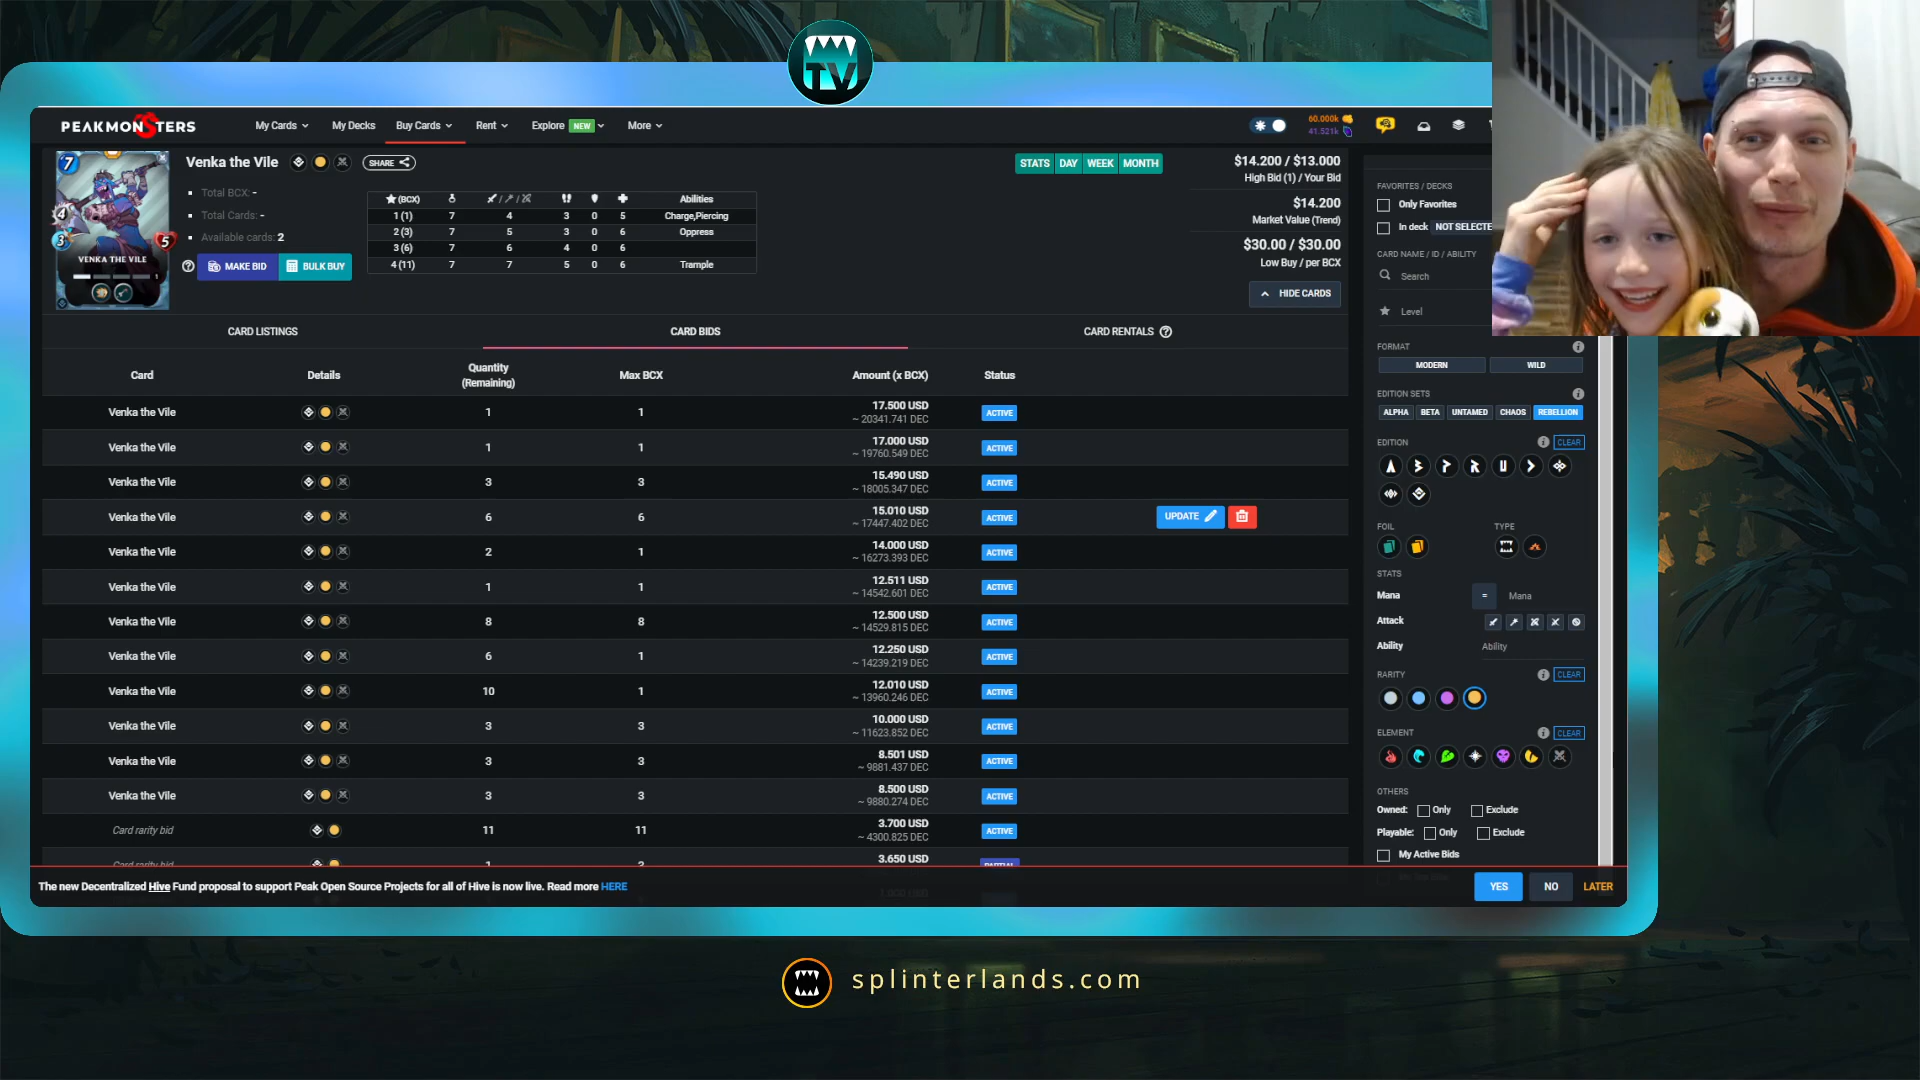 TV
PEAKMONSTERS
My Cards
My Decks
Buy Cards
Rent
Explore
NEW
More
60.000k
41.521k
7
4
3
5
VENKA THE VILE
1
Venka the Vile
SHARE
Total BCX: -
Total Cards: -
Available cards: 2
MAKE BID
BULK BUY
(BCX) / / Abilities
1 (1) 7 4 3 0 5 Charge,Piercing
2 (3) 7 5 3 0 6 Oppress
3 (6) 7 6 4 0 6
4 (11) 7 7 5 0 6 Trample
STATS DAY WEEK MONTH
$14.200 / $13.000
High Bid (1) / Your Bid
$14.200
Market Value (Trend)
$30.00 / $30.00
Low Buy / per BCX
HIDE CARDS
CARD LISTINGS
CARD BIDS
CARD RENTALS
Card Details Quantity (Remaining) Max BCX Amount (x BCX) Status
Venka the Vile 1 1 17.500 USD ACTIVE
~ 20341.741 DEC
Venka the Vile 1 1 17.000 USD ACTIVE
~ 19760.549 DEC
Venka the Vile 3 3 15.490 USD ACTIVE
~ 18005.347 DEC
Venka the Vile 6 6 15.010 USD ACTIVE UPDATE
~ 17447.402 DEC
Venka the Vile 2 1 14.000 USD ACTIVE
~ 16273.393 DEC
Venka the Vile 1 1 12.511 USD ACTIVE
~ 14542.601 DEC
Venka the Vile 8 8 12.500 USD ACTIVE
~ 14529.815 DEC
Venka the Vile 6 1 12.250 USD ACTIVE
~ 14239.219 DEC
Venka the Vile 10 1 12.010 USD ACTIVE
~ 13960.246 DEC
Venka the Vile 3 3 10.000 USD ACTIVE
~ 11623.852 DEC
Venka the Vile 3 3 8.501 USD ACTIVE
~ 9881.437 DEC
Venka the Vile 3 3 8.500 USD ACTIVE
~ 9880.274 DEC
Card rarity bid 11 11 3.700 USD ACTIVE
~ 4300.825 DEC
Card rarity bid 3.650 USD PARTIAL
FAVORITES / DECKS
Only Favorites
In deck NOT SELECTE
CARD NAME / ID / ABILITY
Search
Level
FORMAT
MODERN WILD
EDITION SETS
ALPHA BETA UNTAMED CHAOS REBELLION
EDITION CLEAR
FOIL TYPE
STATS
Mana = Mana
Attack
Ability Ability
RARITY CLEAR
ELEMENT CLEAR
OTHERS
Owned: Only Exclude
Playable: Only Exclude
My Active Bids
The new Decentralized Hive Fund proposal to support Peak Open Source Projects for all of Hive is now live. Read more HERE
YES NO LATER
splinterlands.com